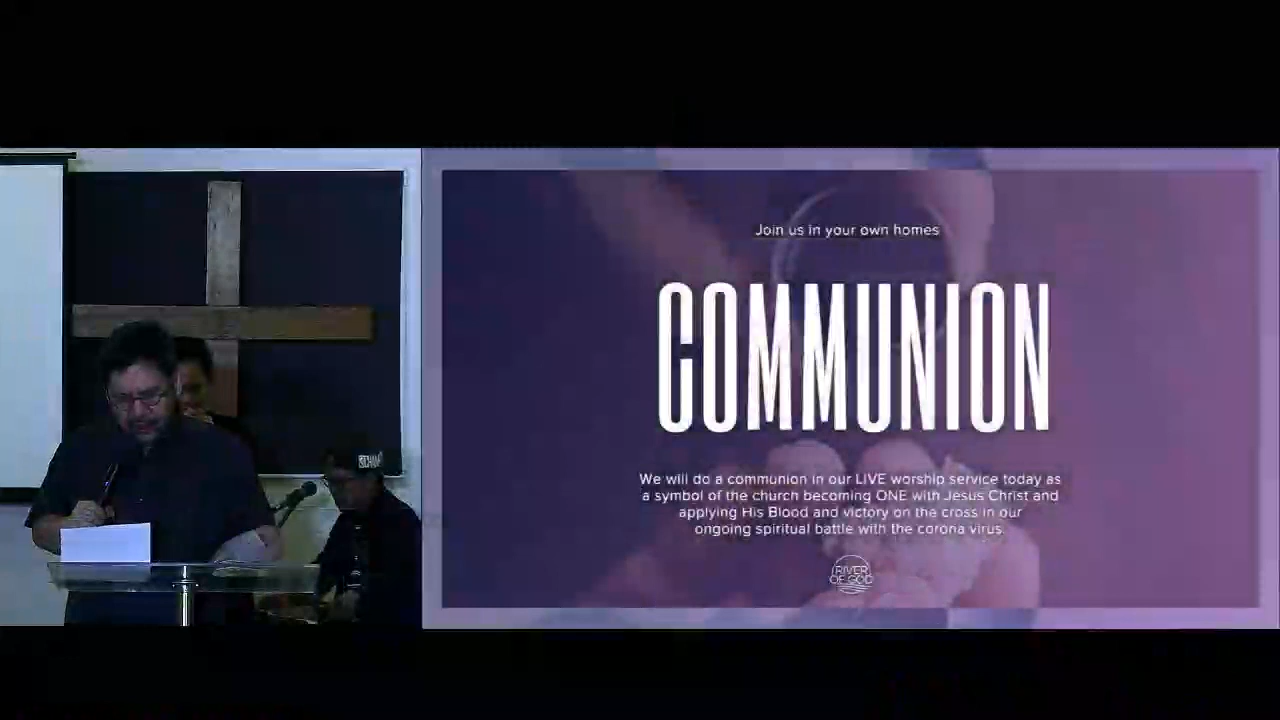 Join us in your own homes
COMMUNION
We will do a communion in our LIVE worship service today as
a symbol of the church becoming ONE with Jesus Christ and
applying His Blood and victory on the cross in our
ongoing spiritual battle with the corona virus.
RIVER
OF GOD